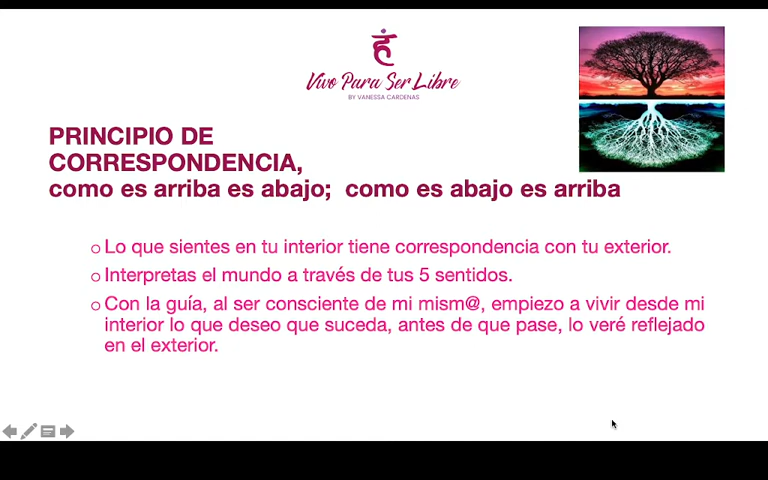 Vivo Para Ser Libre
BY VANESSA CARDENAS
PRINCIPIO DE
CORRESPONDENCIA,
como es arriba es abajo; como es abajo es arriba
o Lo que sientes en tu interior tiene correspondencia con tu exterior.
o Interpretas el mundo a través de tus 5 sentidos.
o Con la guía, al ser consciente de mi mism@, empiezo a vivir desde mi
interior lo que deseo que suceda, antes de que pase, lo veré reflejado
en el exterior.